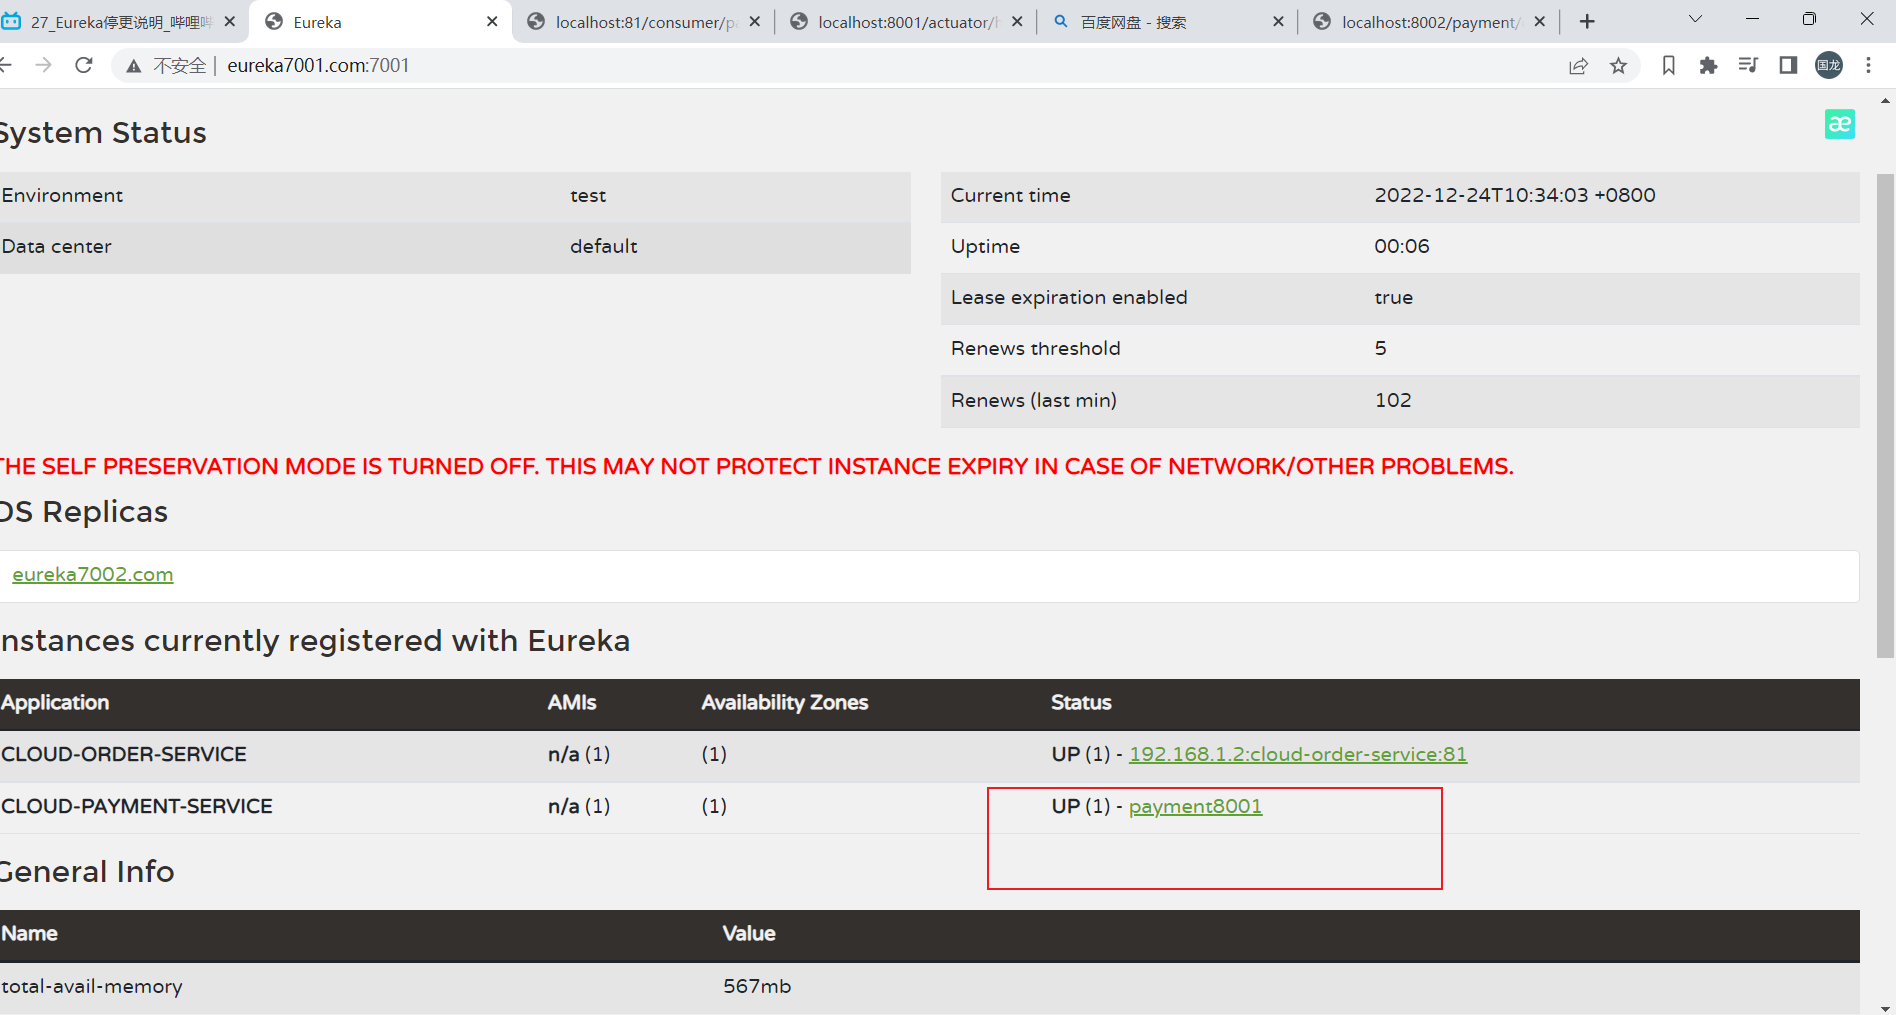 27_Eureka停更说明_哔哩哔
Eureka
localhost:81/consumer/pa
localhost:8001/actuator/h
百度网盘 - 搜索
localhost:8002/payment/
不安全 | eureka7001.com:7001
国龙
System Status
æ
Environment test
Data center default
Current time 2022-12-24T10:34:03 +0800
Uptime 00:06
Lease expiration enabled true
Renews threshold 5
Renews (last min) 102
THE SELF PRESERVATION MODE IS TURNED OFF. THIS MAY NOT PROTECT INSTANCE EXPIRY IN CASE OF NETWORK/OTHER PROBLEMS.
DS Replicas
eureka7002.com
Instances currently registered with Eureka
Application AMIs Availability Zones Status
CLOUD-ORDER-SERVICE n/a (1) (1) UP (1) - 192.168.1.2:cloud-order-service:81
CLOUD-PAYMENT-SERVICE n/a (1) (1) UP (1) - payment8001
General Info
Name Value
total-avail-memory 567mb